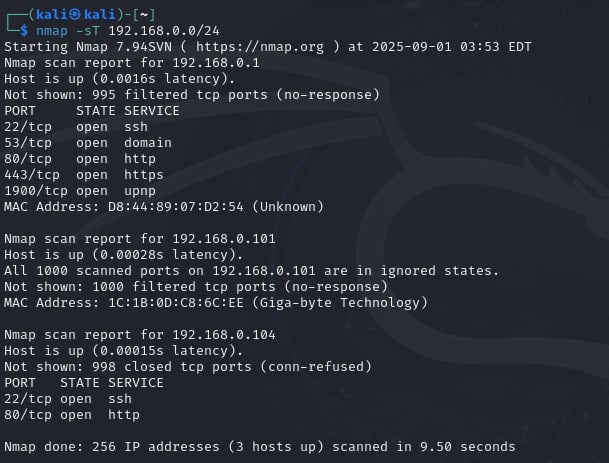 (kali㉿kali)-[~]
$ nmap -sT 192.168.0.0/24
Starting Nmap 7.94SVN ( https://nmap.org ) at 2025-09-01 03:53 EDT
Nmap scan report for 192.168.0.1
Host is up (0.0016s latency).
Not shown: 995 filtered tcp ports (no-response)
PORT     STATE SERVICE
22/tcp   open  ssh
53/tcp   open  domain
80/tcp   open  http
443/tcp  open  https
1900/tcp open  upnp
MAC Address: D8:44:89:07:D2:54 (Unknown)

Nmap scan report for 192.168.0.101
Host is up (0.00028s latency).
All 1000 scanned ports on 192.168.0.101 are in ignored states.
Not shown: 1000 filtered tcp ports (no-response)
MAC Address: 1C:1B:0D:C8:6C:EE (Giga-byte Technology)

Nmap scan report for 192.168.0.104
Host is up (0.00015s latency).
Not shown: 998 closed tcp ports (conn-refused)
PORT   STATE SERVICE
22/tcp open  ssh
80/tcp open  http

Nmap done: 256 IP addresses (3 hosts up) scanned in 9.50 seconds